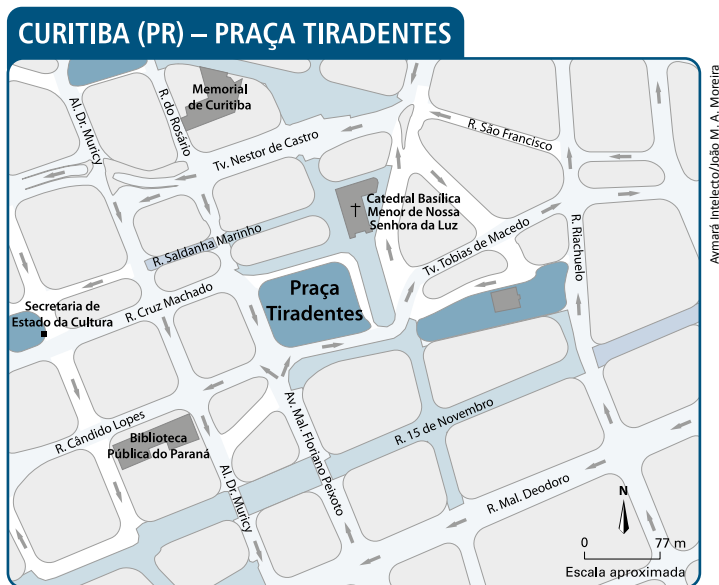 CURITIBA (PR) – PRAÇA TIRADENTES
Avmará Intelecto/João M. A. Moreira
Memorial
de Curitiba
Al. Dr. Muricy
R. do Rosário
Tv. Nestor de Castro
R. São Francisco
Catedral Basílica
Menor de Nossa
Senhora da Luz
R. Saldanha Marinho
Tv. Tobias de Macedo
R. Riachuelo
Praça
Tiradentes
Secretaria de
Estado da Cultura
R. Cruz Machado
R. Cândido Lopes
Biblioteca
Pública do Paraná
Al. Dr. Muricy
Av. Mal. Floriano Peixoto
R. 15 de Novembro
R. Mal. Deodoro
N
0 77 m
Escala aproximada